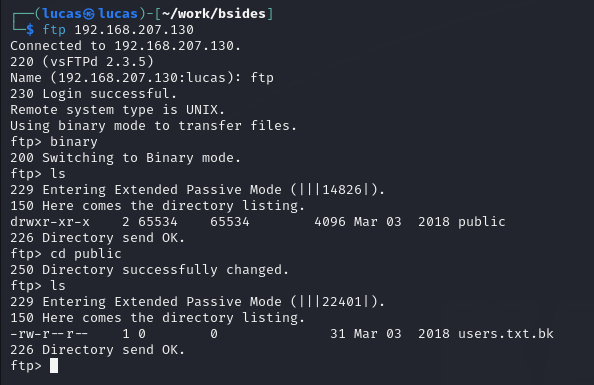 ┌──(lucas㉿lucas)-[~/work/bsides]
└─$ ftp 192.168.207.130
Connected to 192.168.207.130.
220 (vsFTPd 2.3.5)
Name (192.168.207.130:lucas): ftp
230 Login successful.
Remote system type is UNIX.
Using binary mode to transfer files.
ftp> binary
200 Switching to Binary mode.
ftp> ls
229 Entering Extended Passive Mode (|||14826|).
150 Here comes the directory listing.
drwxr-xr-x    2 65534    65534        4096 Mar 03  2018 public
226 Directory send OK.
ftp> cd public
250 Directory successfully changed.
ftp> ls
229 Entering Extended Passive Mode (|||22401|).
150 Here comes the directory listing.
-rw-r--r--    1 0        0              31 Mar 03  2018 users.txt.bk
226 Directory send OK.
ftp>